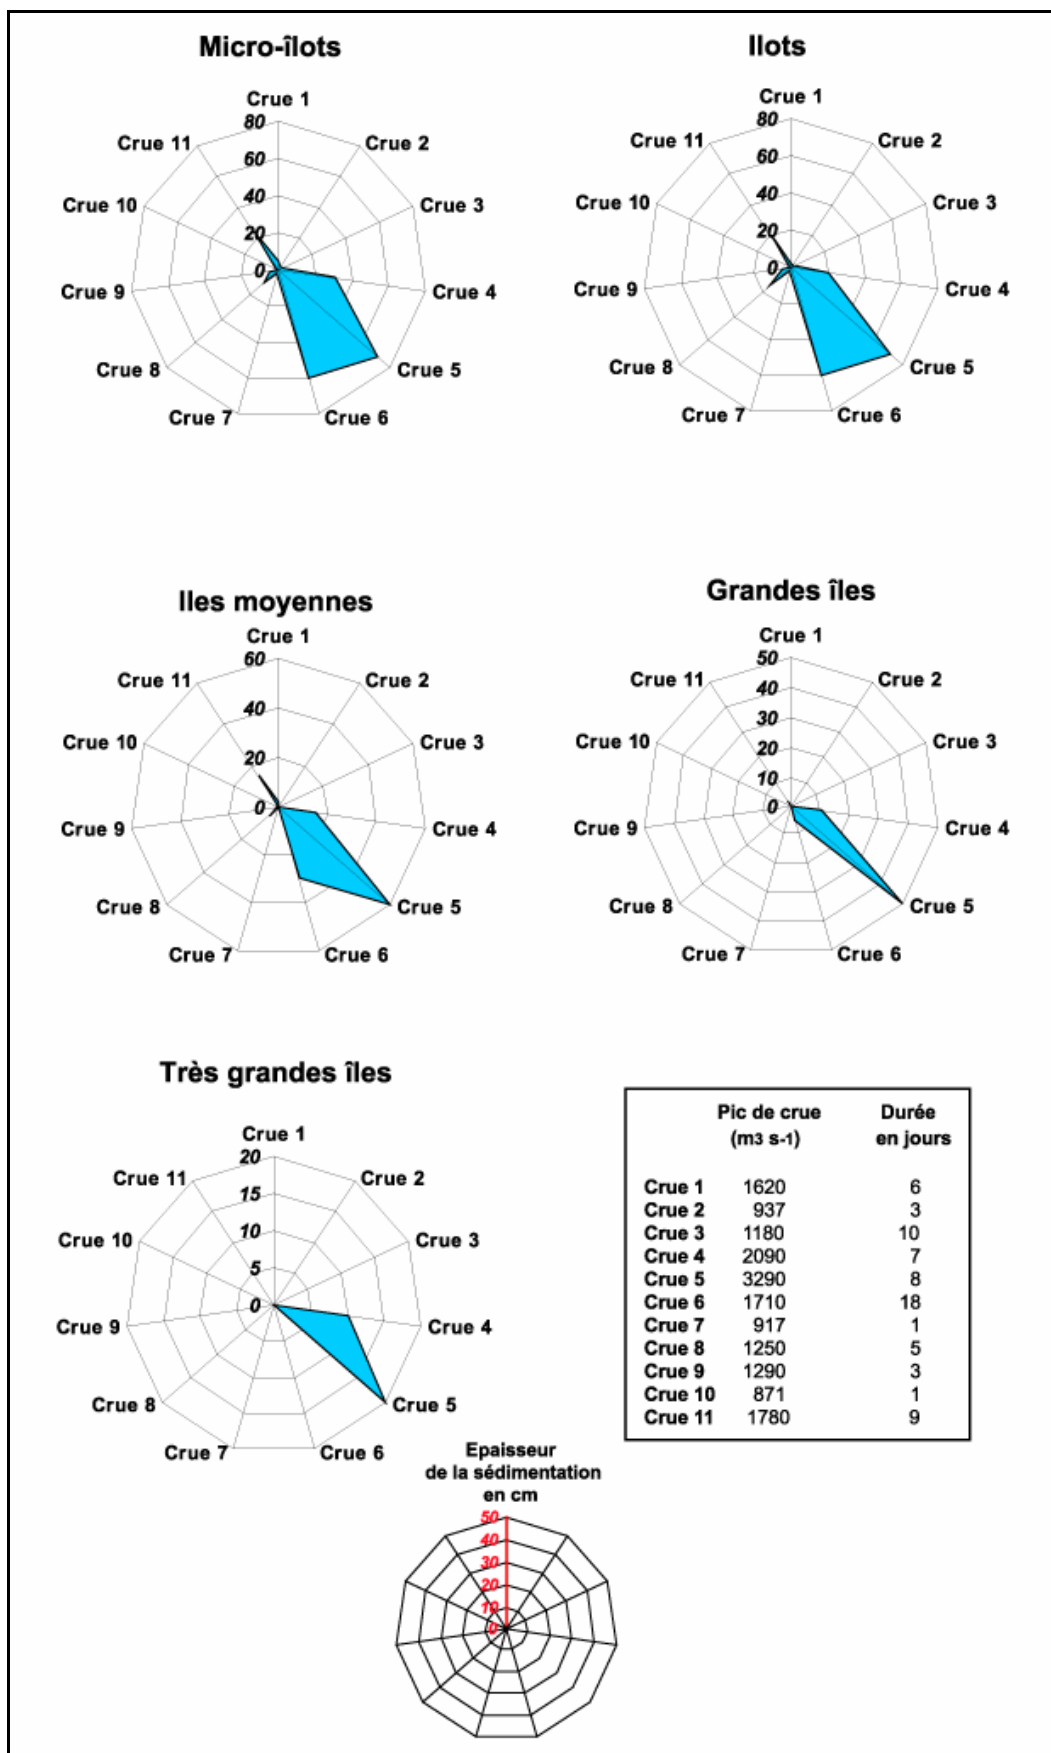 Micro-îlots
Crue 1
Crue 2
Crue 3
Crue 4
Crue 5
Crue 6
Crue 7
Crue 8
Crue 9
Crue 10
Crue 11
80
60
40
20
0
Ilots
Crue 1
Crue 2
Crue 3
Crue 4
Crue 5
Crue 6
Crue 7
Crue 8
Crue 9
Crue 10
Crue 11
80
60
40
20
0
Iles moyennes
Crue 1
Crue 2
Crue 3
Crue 4
Crue 5
Crue 6
Crue 7
Crue 8
Crue 9
Crue 10
Crue 11
60
40
20
0
Grandes îles
Crue 1
Crue 2
Crue 3
Crue 4
Crue 5
Crue 6
Crue 7
Crue 8
Crue 9
Crue 10
Crue 11
50
40
30
20
10
0
Très grandes îles
Crue 1
Crue 2
Crue 3
Crue 4
Crue 5
Crue 6
Crue 7
Crue 8
Crue 9
Crue 10
Crue 11
20
15
10
5
0
Pic de crue Durée
(m3 s-1) en jours
Crue 1 1620 6
Crue 2 937 3
Crue 3 1180 10
Crue 4 2090 7
Crue 5 3290 8
Crue 6 1710 18
Crue 7 917 1
Crue 8 1250 5
Crue 9 1290 3
Crue 10 871 1
Crue 11 1780 9
Epaisseur
de la sédimentation
en cm
50
40
30
20
10
0